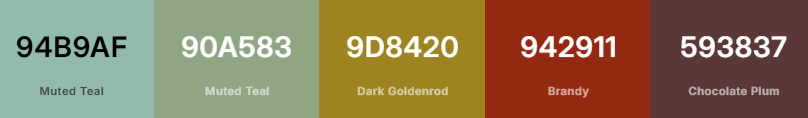 94B9AF 90A583 9D8420 942911 593837
Muted Teal Muted Teal Dark Goldenrod Brandy Chocolate Plum